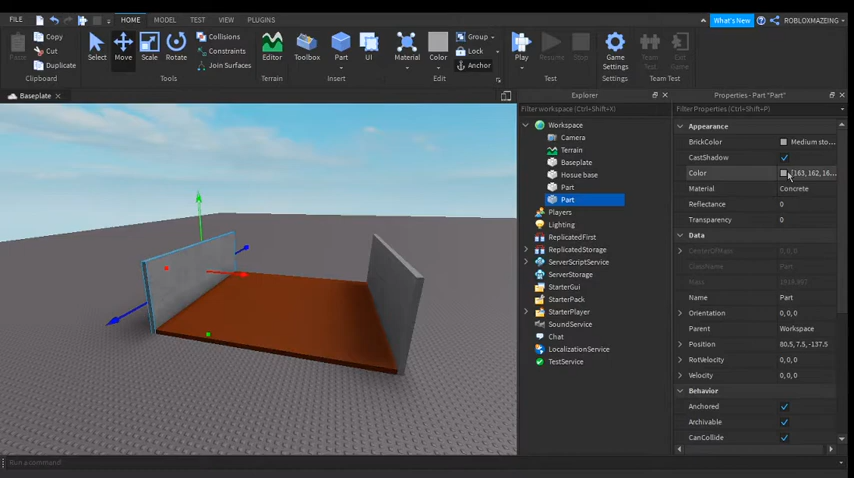 FILE HOME MODEL TEST VIEW PLUGINS What's New ROBLOXMAZEING
Copy Collisions Group
Cut Constraints Lock
Duplicate Join Surfaces Anchor
Select Move Scale Rotate Editor Toolbox Part UI Material Color Play Resume Stop Game Settings Team Test Exit Game
Clipboard Tools Terrain Insert Edit Test Settings Team Test
Baseplate
Explorer
Filter workspace (Ctrl+Shift+X)
Workspace
Camera
Terrain
Baseplate
Hosue base
Part
Part
Players
Lighting
ReplicatedFirst
ReplicatedStorage
ServerScriptService
ServerStorage
StarterGui
StarterPack
StarterPlayer
SoundService
Chat
LocalizationService
TestService
Properties - Part "Part"
Filter Properties (Ctrl+Shift+P)
Appearance
BrickColor Medium sto...
CastShadow
Color [163, 162, 16...
Material Concrete
Reflectance 0
Transparency 0
Data
CenterOfMass 0, 0, 0
ClassName Part
Mass
Name Part
Orientation 0, 0, 0
Parent Workspace
Position 80.5, 7.5, -137.5
RotVelocity 0, 0, 0
Velocity 0, 0, 0
Behavior
Anchored
Archivable
CanCollide
Run a command